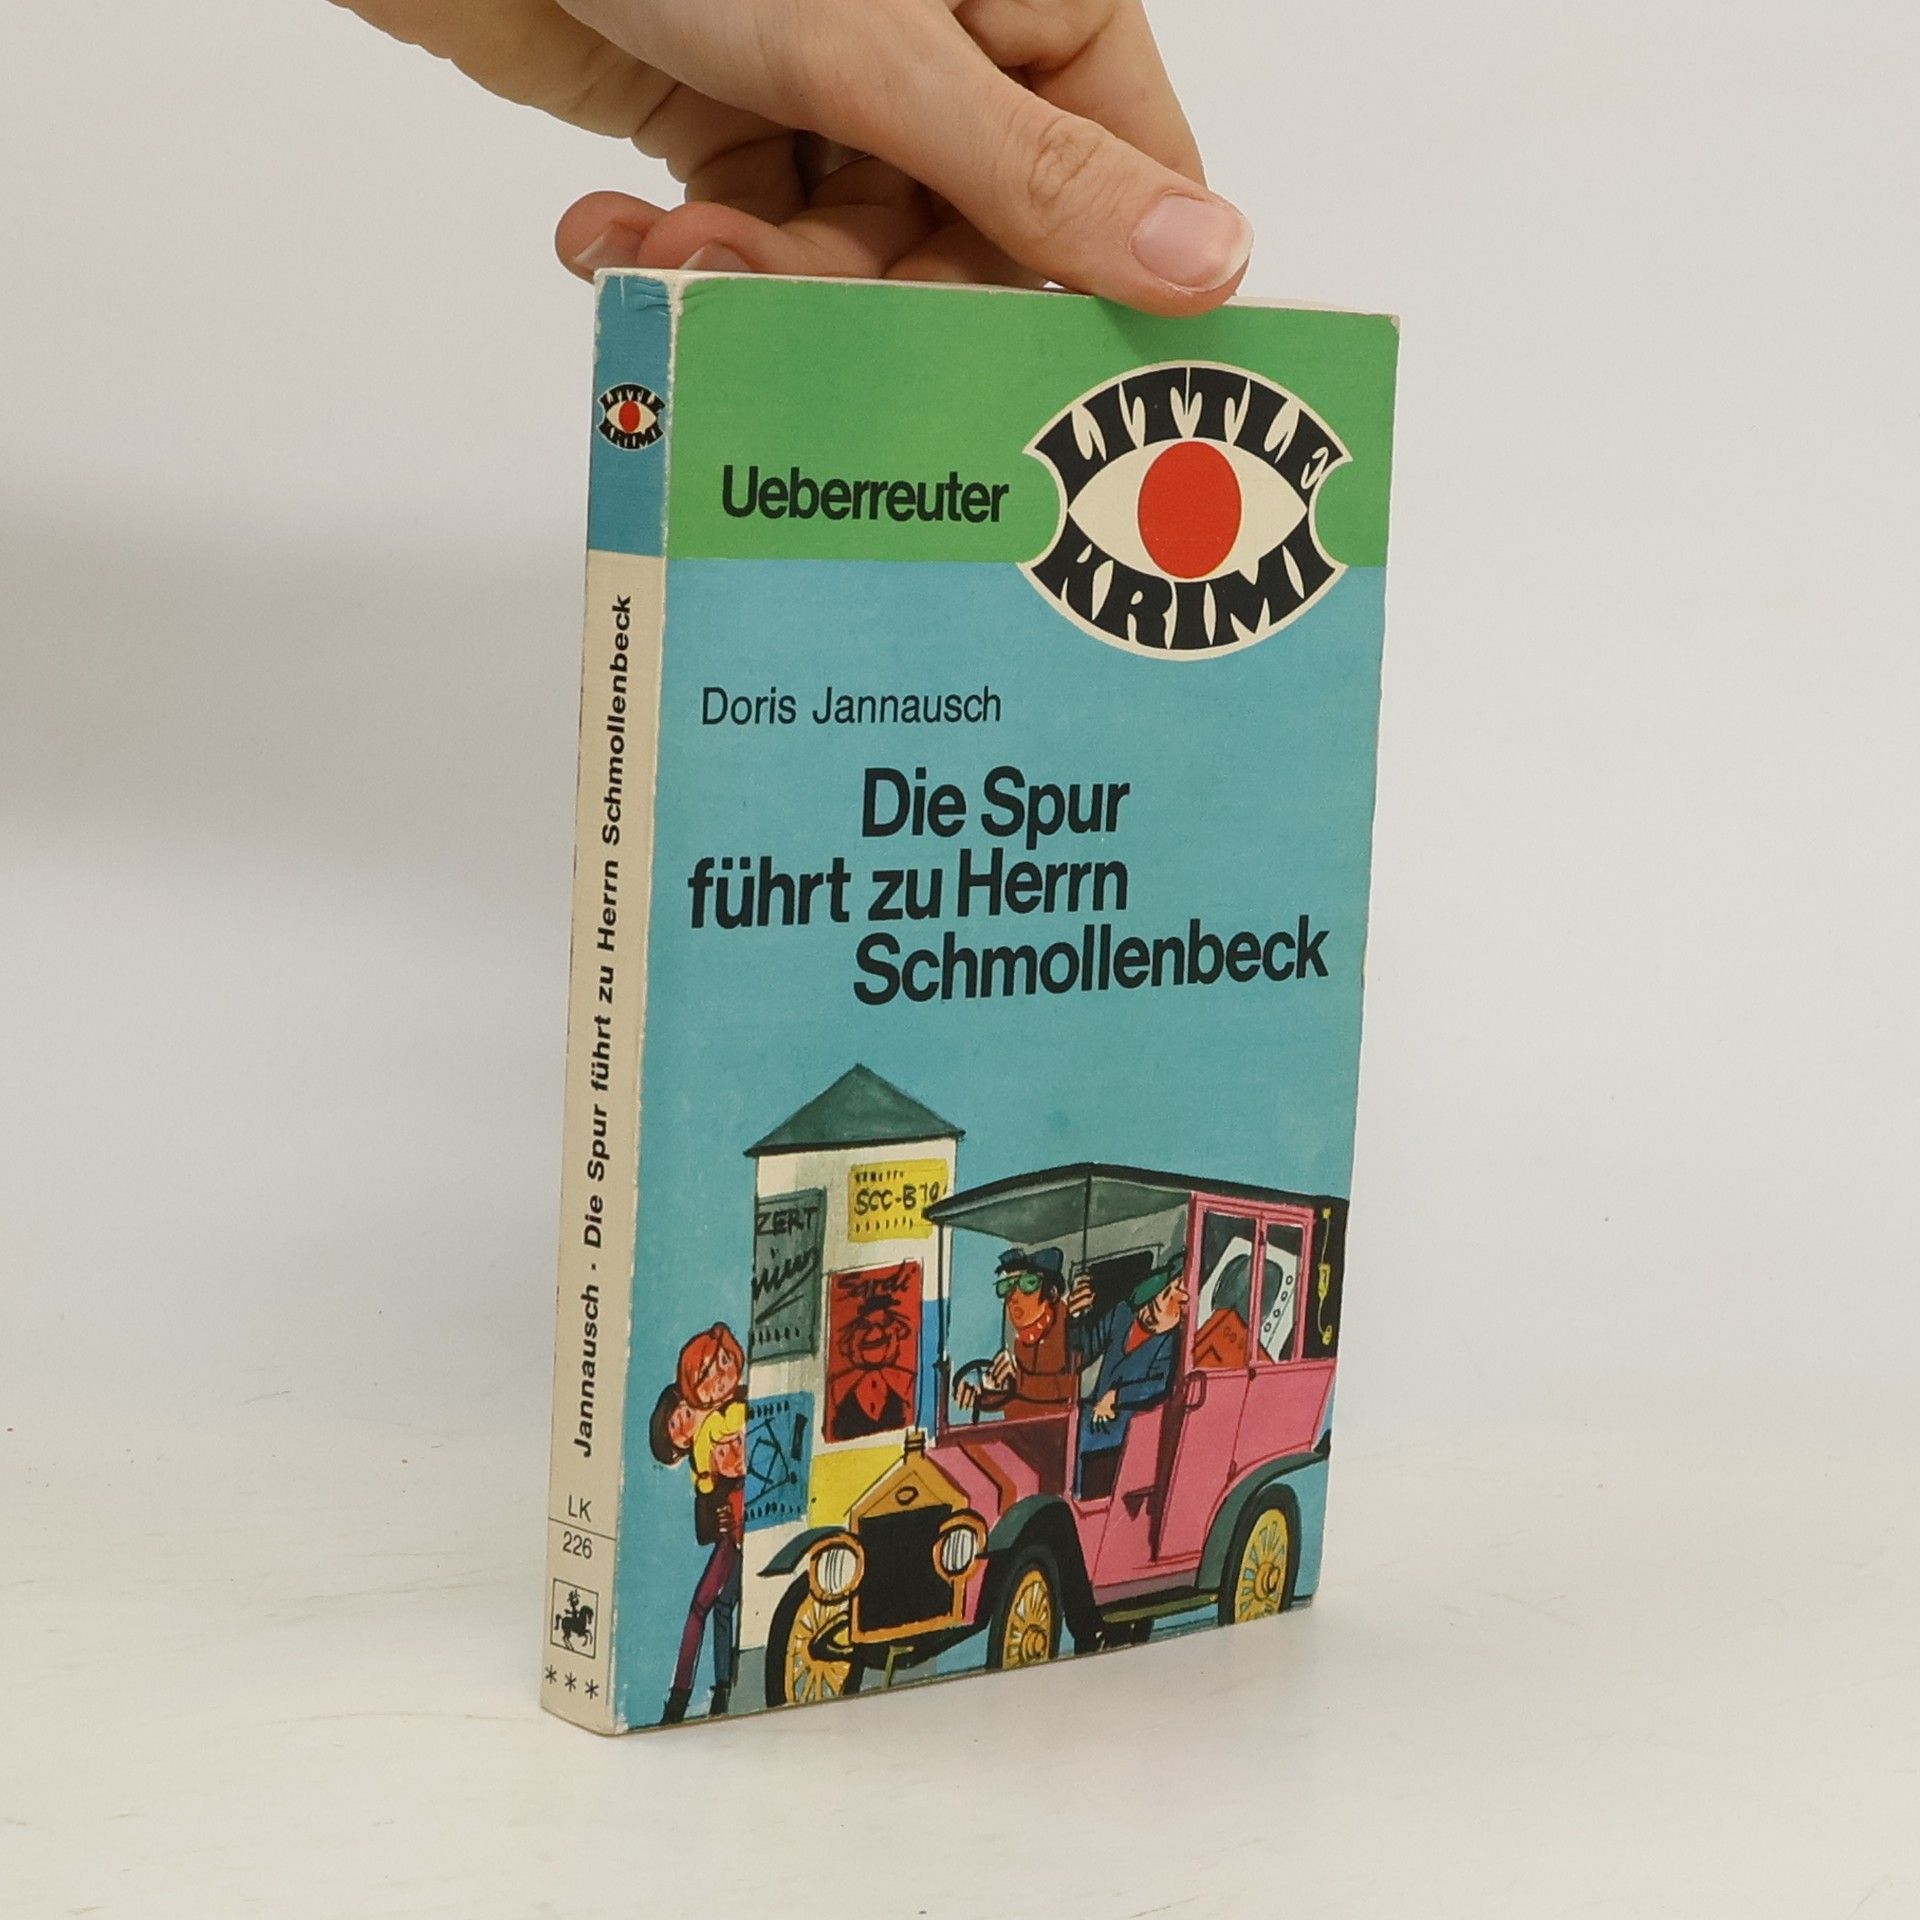 LITTLE
KRIMI
Jannausch · Die Spur führt zu Herrn Schmollenbeck
LK
226
***
Ueberreuter
LITTLE
KRIMI
Doris Jannausch
Die Spur
führt zu Herrn
Schmollenbeck
ZERT
SCC-B
Sardi